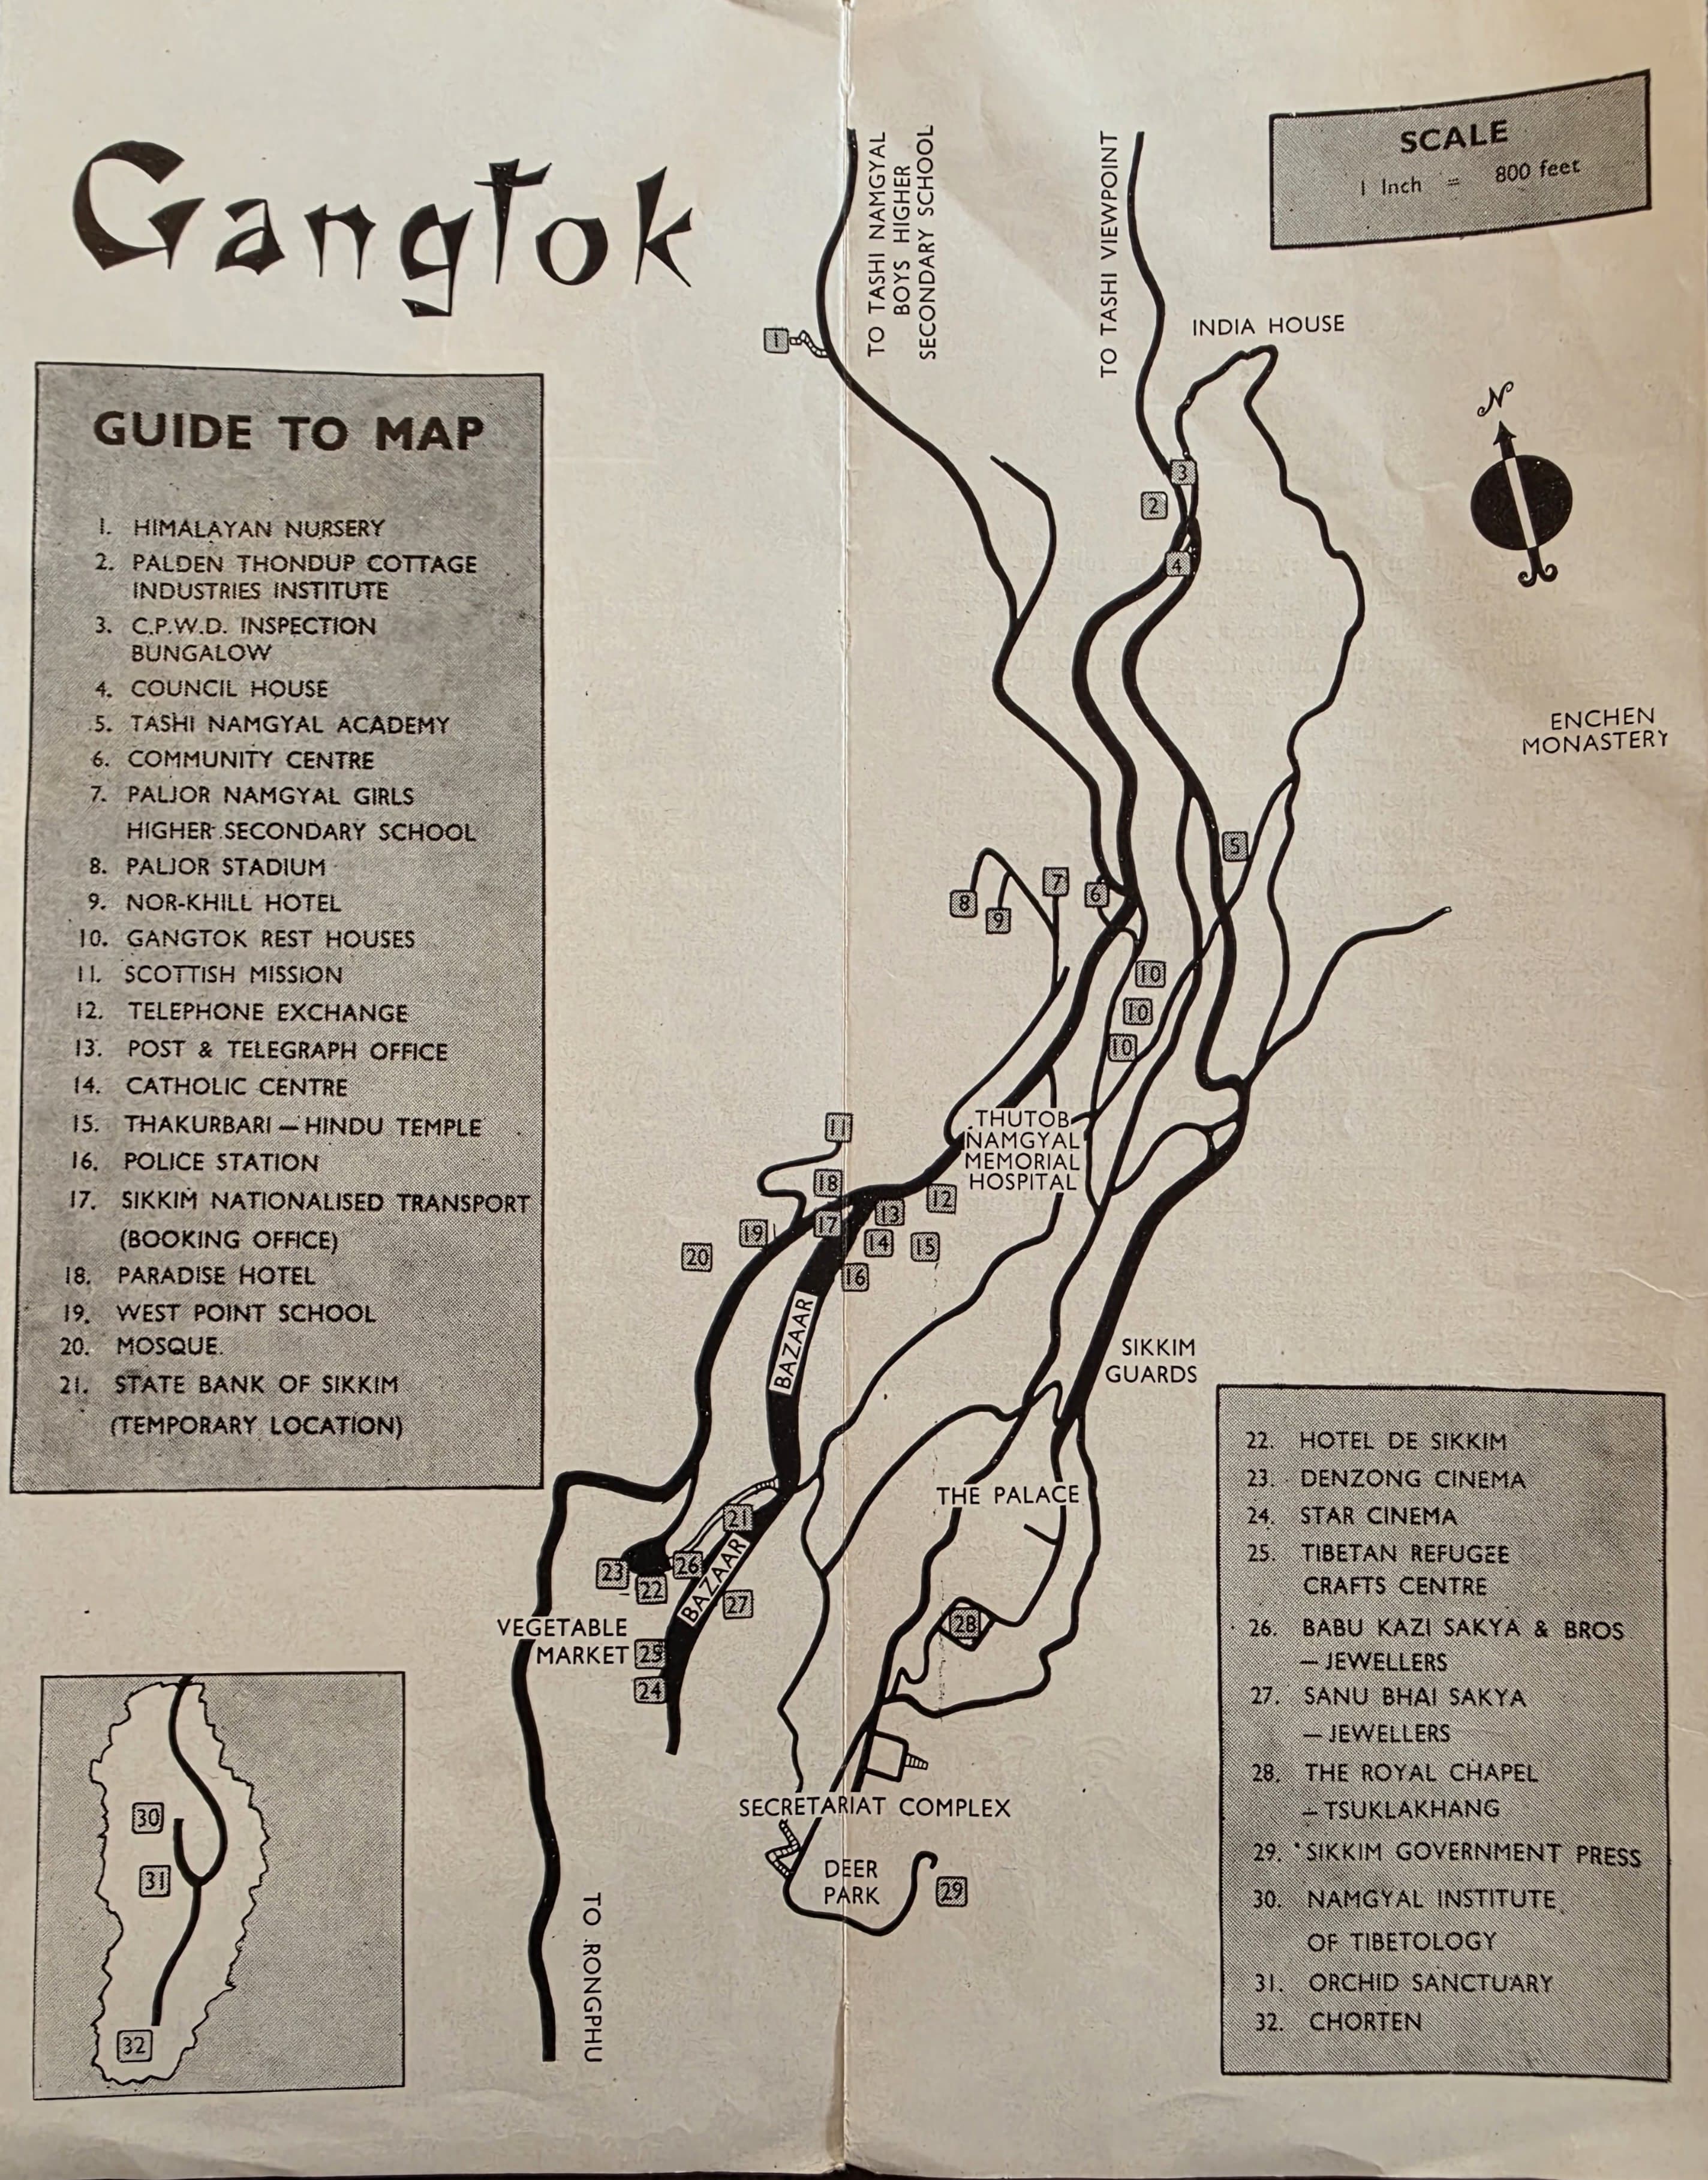 Gangtok
SCALE
1 Inch = 800 feet
TO TASHI NAMGYAL
BOYS HIGHER
SECONDARY SCHOOL
TO TASHI VIEWPOINT
INDIA HOUSE
N
ENCHEN
MONASTERY
GUIDE TO MAP
1. HIMALAYAN NURSERY
2. PALDEN THONDUP COTTAGE
INDUSTRIES INSTITUTE
3. C.P.W.D. INSPECTION
BUNGALOW
4. COUNCIL HOUSE
5. TASHI NAMGYAL ACADEMY
6. COMMUNITY CENTRE
7. PALJOR NAMGYAL GIRLS
HIGHER SECONDARY SCHOOL
8. PALJOR STADIUM
9. NOR-KHILL HOTEL
10. GANGTOK REST HOUSES
11. SCOTTISH MISSION
12. TELEPHONE EXCHANGE
13. POST & TELEGRAPH OFFICE
14. CATHOLIC CENTRE
15. THAKURBARI — HINDU TEMPLE
16. POLICE STATION
17. SIKKIM NATIONALISED TRANSPORT
(BOOKING OFFICE)
18. PARADISE HOTEL
19. WEST POINT SCHOOL
20. MOSQUE.
21. STATE BANK OF SIKKIM
(TEMPORARY LOCATION)
1
3
2
4
5
7
6
8
9
10
10
10
THUTOB
NAMGYAL
MEMORIAL
HOSPITAL
11
18
12
13
17
19
14
15
20
16
BAZAAR
SIKKIM
GUARDS
THE PALACE
21
26
23
22
BAZAAR
27
28
VEGETABLE
MARKET
25
24
SECRETARIAT COMPLEX
DEER
PARK
29
TO RONGPHU
30
31
32
22. HOTEL DE SIKKIM
23. DENZONG CINEMA
24. STAR CINEMA
25. TIBETAN REFUGEE
CRAFTS CENTRE
26. BABU KAZI SAKYA & BROS
— JEWELLERS
27. SANU BHAI SAKYA
— JEWELLERS
28. THE ROYAL CHAPEL
— TSUKLAKHANG
29. SIKKIM GOVERNMENT PRESS
30. NAMGYAL INSTITUTE
OF TIBETOLOGY
31. ORCHID SANCTUARY
32. CHORTEN